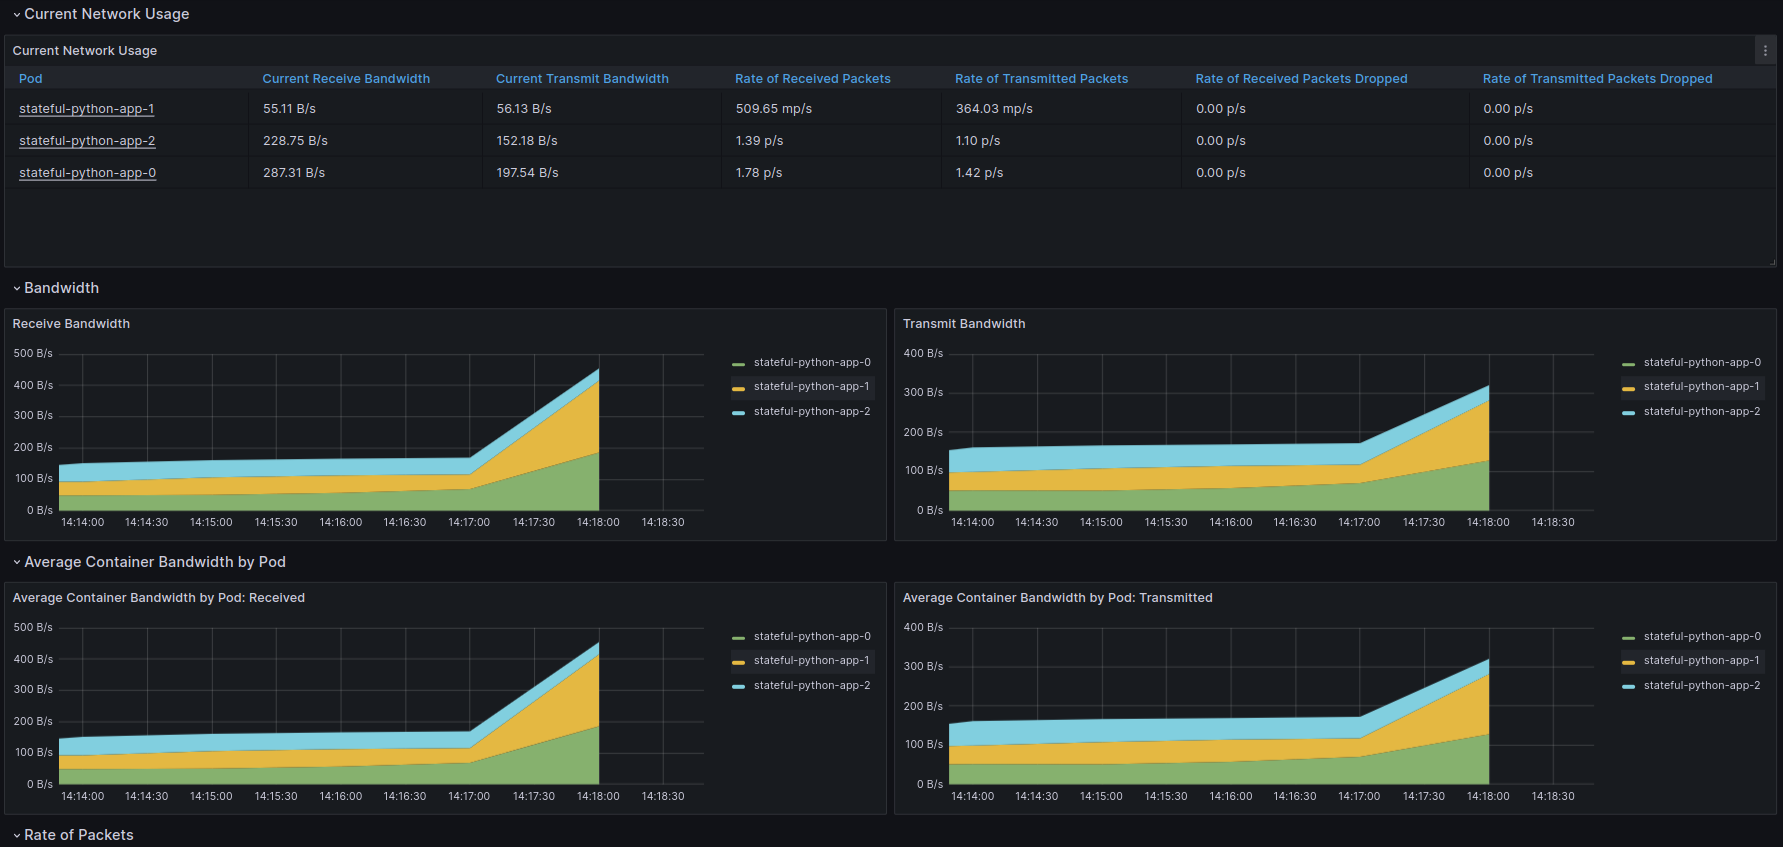 Current Network Usage
Current Network Usage
Pod Current Receive Bandwidth Current Transmit Bandwidth Rate of Received Packets Rate of Transmitted Packets Rate of Received Packets Dropped Rate of Transmitted Packets Dropped
stateful-python-app-1 55.11 B/s 56.13 B/s 509.65 mp/s 364.03 mp/s 0.00 p/s 0.00 p/s
stateful-python-app-2 228.75 B/s 152.18 B/s 1.39 p/s 1.10 p/s 0.00 p/s 0.00 p/s
stateful-python-app-0 287.31 B/s 197.54 B/s 1.78 p/s 1.42 p/s 0.00 p/s 0.00 p/s
Bandwidth
Receive Bandwidth
500 B/s
400 B/s
300 B/s
200 B/s
100 B/s
0 B/s
14:14:00 14:14:30 14:15:00 14:15:30 14:16:00 14:16:30 14:17:00 14:17:30 14:18:00 14:18:30
stateful-python-app-0
stateful-python-app-1
stateful-python-app-2
Transmit Bandwidth
400 B/s
300 B/s
200 B/s
100 B/s
0 B/s
14:14:00 14:14:30 14:15:00 14:15:30 14:16:00 14:16:30 14:17:00 14:17:30 14:18:00 14:18:30
stateful-python-app-0
stateful-python-app-1
stateful-python-app-2
Average Container Bandwidth by Pod
Average Container Bandwidth by Pod: Received
500 B/s
400 B/s
300 B/s
200 B/s
100 B/s
0 B/s
14:14:00 14:14:30 14:15:00 14:15:30 14:16:00 14:16:30 14:17:00 14:17:30 14:18:00 14:18:30
stateful-python-app-0
stateful-python-app-1
stateful-python-app-2
Average Container Bandwidth by Pod: Transmitted
400 B/s
300 B/s
200 B/s
100 B/s
0 B/s
14:14:00 14:14:30 14:15:00 14:15:30 14:16:00 14:16:30 14:17:00 14:17:30 14:18:00 14:18:30
stateful-python-app-0
stateful-python-app-1
stateful-python-app-2
Rate of Packets